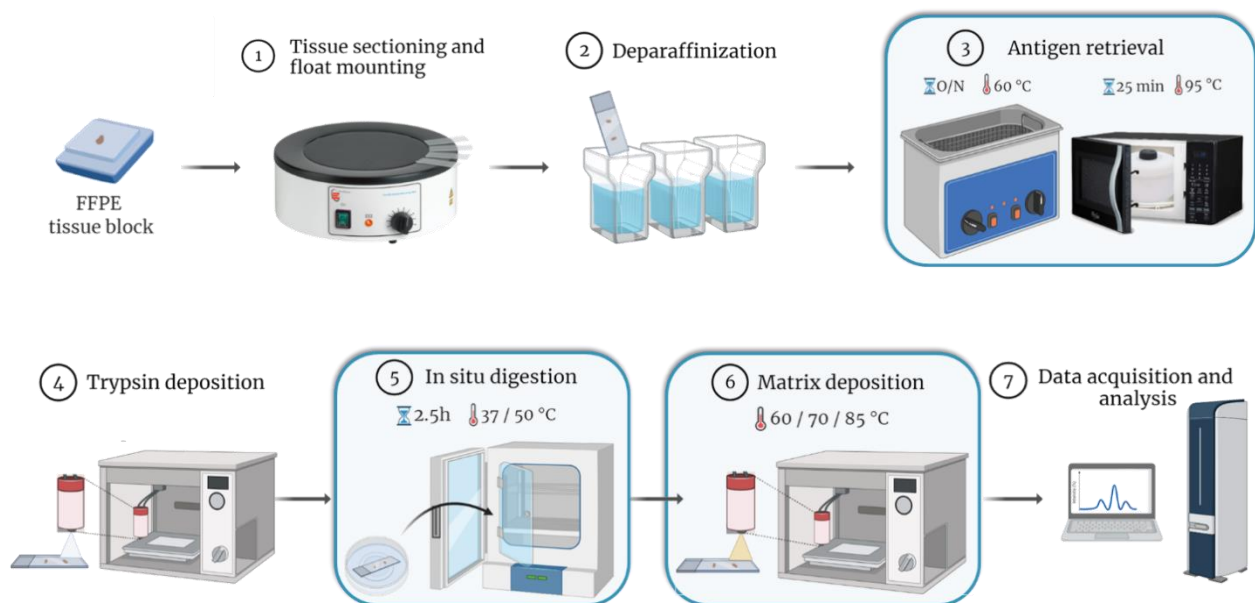 1 Tissue sectioning and
float mounting
2 Deparaffinization
3 Antigen retrieval
O/N 60 °C 25 min 95 °C
FFPE
tissue block
4 Trypsin deposition
5 In situ digestion
2.5h 37 / 50 °C
6 Matrix deposition
60 / 70 / 85 °C
7 Data acquisition and
analysis